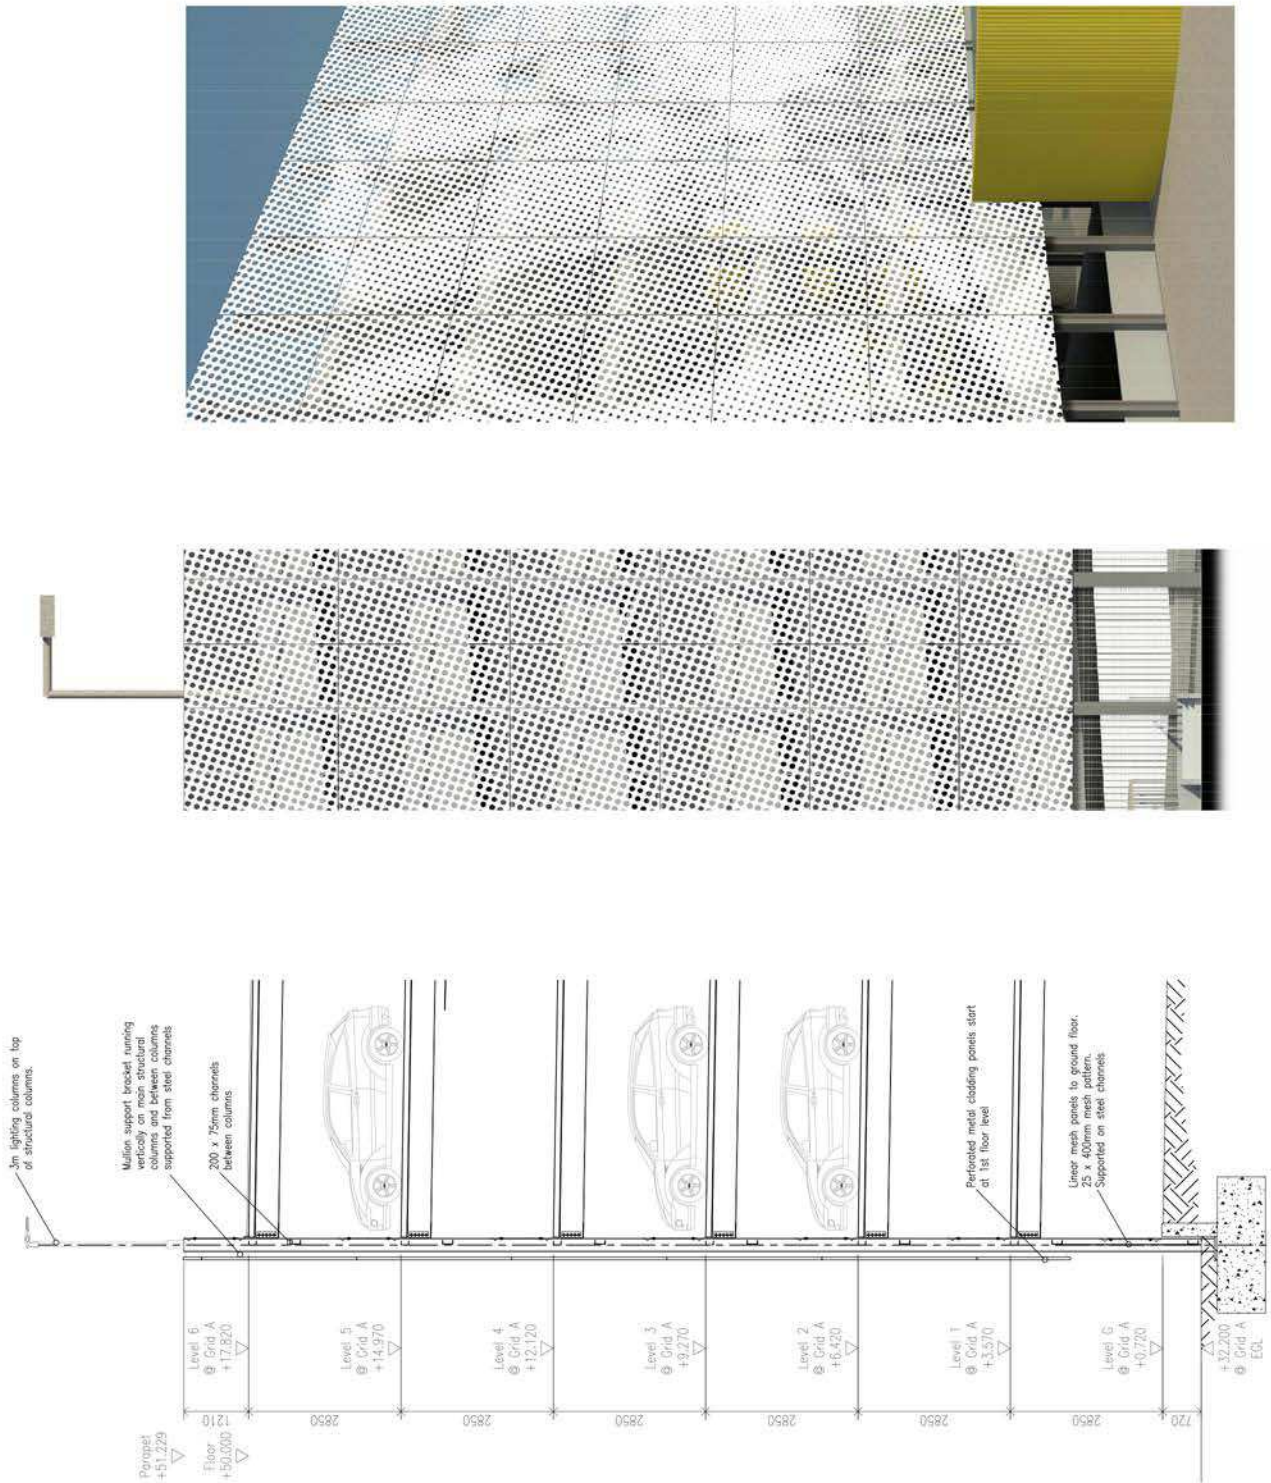 3m lighting columns on top
of structural columns.
Mullion support bracket running
vertically on main structural
columns and between columns
supported from steel channels
200 x 75mm channels
between columns
Perforated metal cladding panels start
at 1st floor level
Linear mesh panels to ground floor.
25 x 400mm mesh pattern.
Supported on steel channels
Parapet
+51.229
Floor
+50.000
Level 6
@ Grid A
+17.820
Level 5
@ Grid A
+14.970
Level 4
@ Grid A
+12.120
Level 3
@ Grid A
+9.270
Level 2
@ Grid A
+6.420
Level 1
@ Grid A
+3.570
Level G
@ Grid A
+0.720
+32.200
@ Grid A
EGL
1210
2850
2850
2850
2850
2850
2850
720